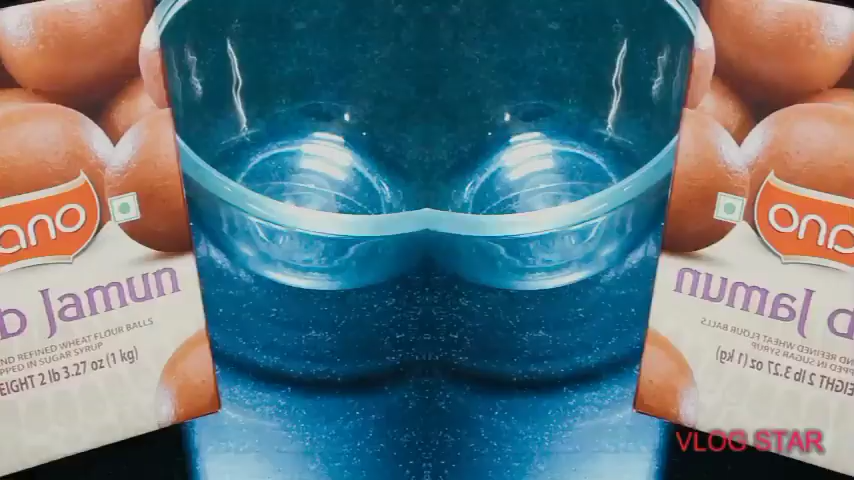 ano
b Jamun
ND REFINED WHEAT FLOUR BALLS
PPED IN SUGAR SYRUP
EIGHT 2 lb 3.27 oz (1 kg)
VLOG STAR